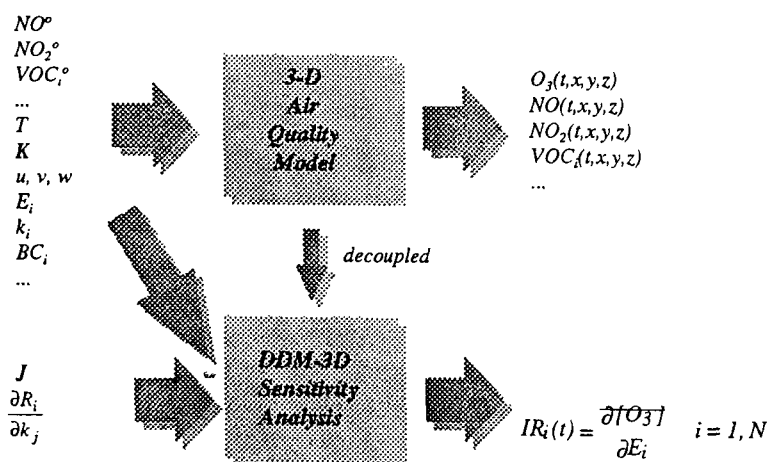 NO°
NO₂°
VOCᵢ°
...
T
K
u, v, w
Eᵢ
kᵢ
BCᵢ
...
3-D
Air
Quality
Model
O₃(t,x,y,z)
NO(t,x,y,z)
NO₂(t,x,y,z)
VOCᵢ(t,x,y,z)
...
decoupled
J
∂Rᵢ
∂kⱼ
DDM-3D
Sensitivity
Analysis
IRᵢ(t) = ∂[O₃] / ∂Eᵢ i = 1, N